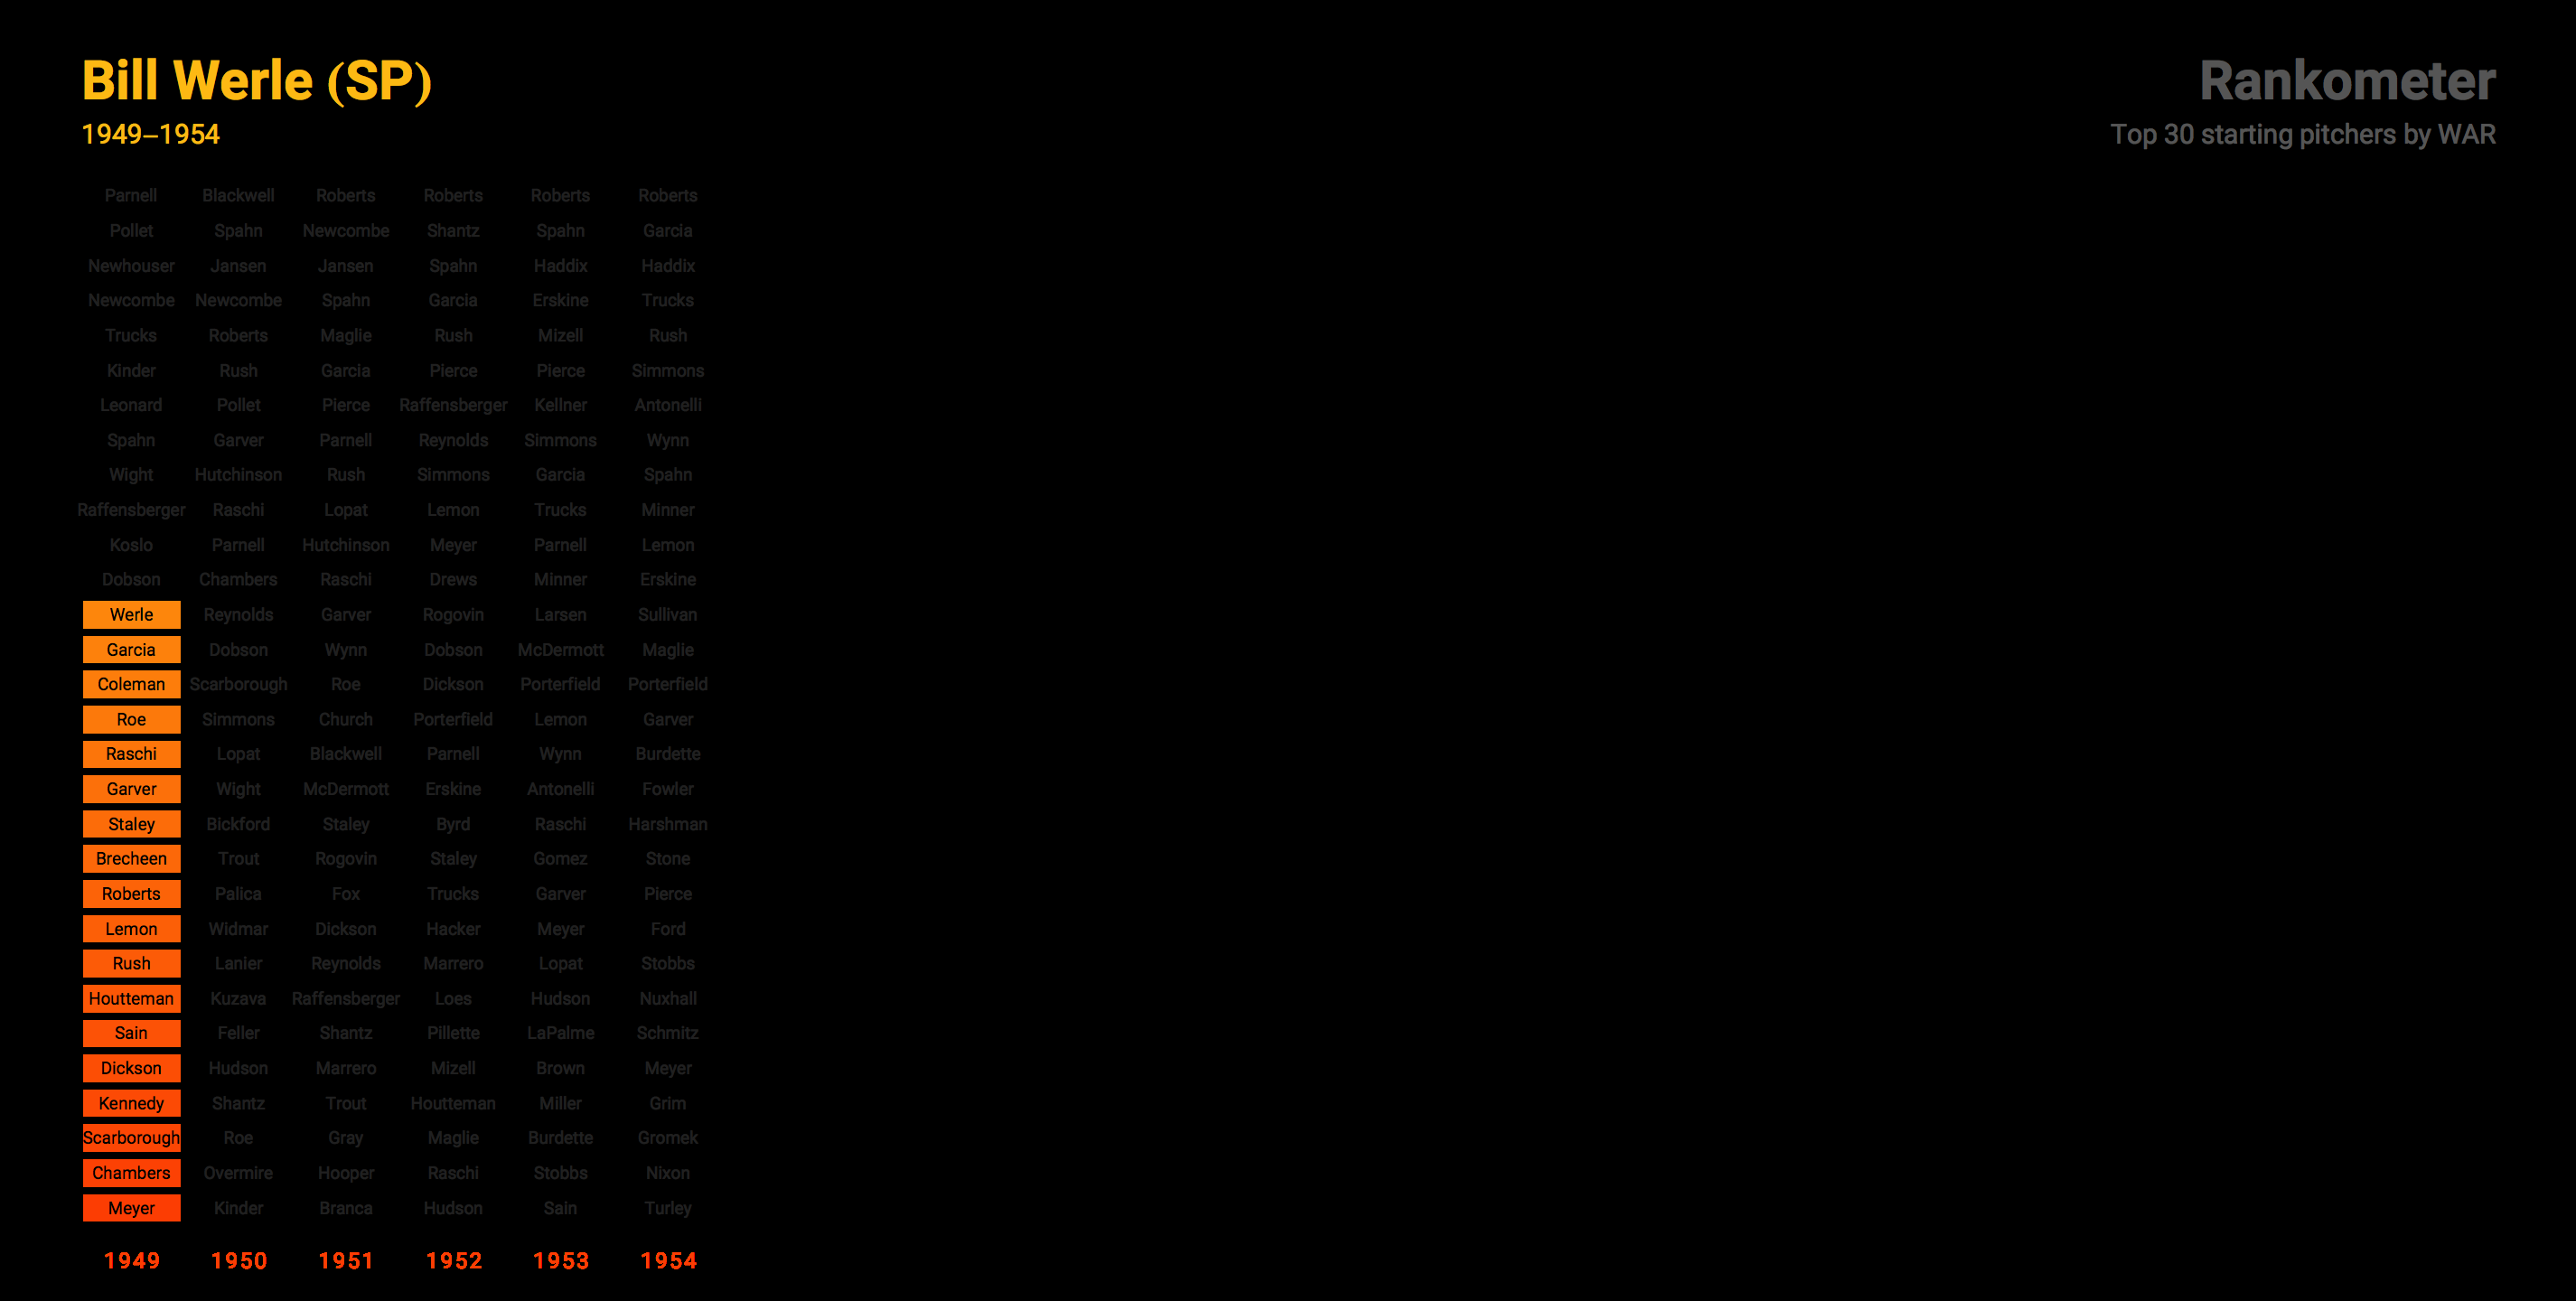 Bill Werle (SP)
1949–1954
Rankometer
Top 30 starting pitchers by WAR
Parnell Blackwell Roberts Roberts Roberts Roberts
Pollet Spahn Newcombe Shantz Spahn Garcia
Newhouser Jansen Jansen Spahn Haddix Haddix
Newcombe Newcombe Spahn Garcia Erskine Trucks
Trucks Roberts Maglie Rush Mizell Rush
Kinder Rush Garcia Pierce Pierce Simmons
Leonard Pollet Pierce Raffensberger Kellner Antonelli
Spahn Garver Parnell Reynolds Simmons Wynn
Wight Hutchinson Rush Simmons Garcia Spahn
Raffensberger Raschi Lopat Lemon Trucks Minner
Koslo Parnell Hutchinson Meyer Parnell Lemon
Dobson Chambers Raschi Drews Minner Erskine
Werle Reynolds Garver Rogovin Larsen Sullivan
Garcia Dobson Wynn Dobson McDermott Maglie
Coleman Scarborough Roe Dickson Porterfield Porterfield
Roe Simmons Church Porterfield Lemon Garver
Raschi Lopat Blackwell Parnell Wynn Burdette
Garver Wight McDermott Erskine Antonelli Fowler
Staley Bickford Staley Byrd Raschi Harshman
Brecheen Trout Rogovin Staley Gomez Stone
Roberts Palica Fox Trucks Garver Pierce
Lemon Widmar Dickson Hacker Meyer Ford
Rush Lanier Reynolds Marrero Lopat Stobbs
Houtteman Kuzava Raffensberger Loes Hudson Nuxhall
Sain Feller Shantz Pillette LaPalme Schmitz
Dickson Hudson Marrero Mizell Brown Meyer
Kennedy Shantz Trout Houtteman Miller Grim
Scarborough Roe Gray Maglie Burdette Gromek
Chambers Overmire Hooper Raschi Stobbs Nixon
Meyer Kinder Branca Hudson Sain Turley
1949 1950 1951 1952 1953 1954